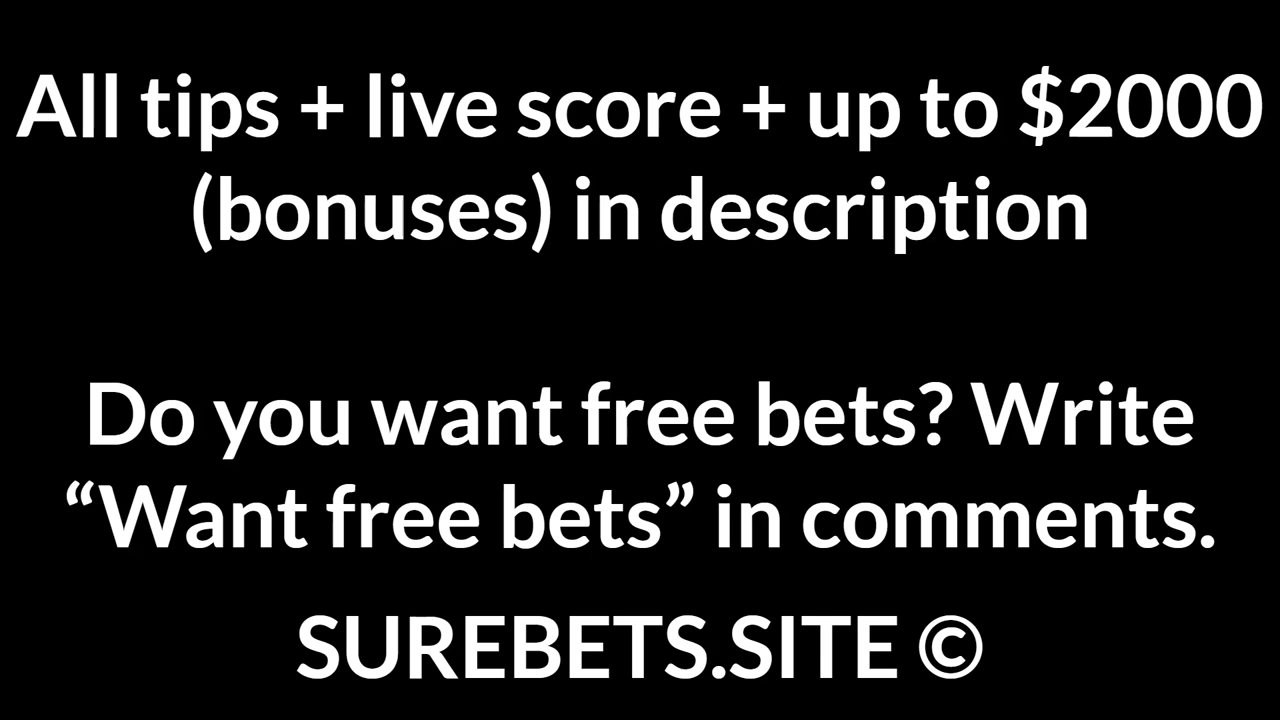 All tips + live score + up to $2000
(bonuses) in description
Do you want free bets? Write
“Want free bets” in comments.
SUREBETS.SITE ©